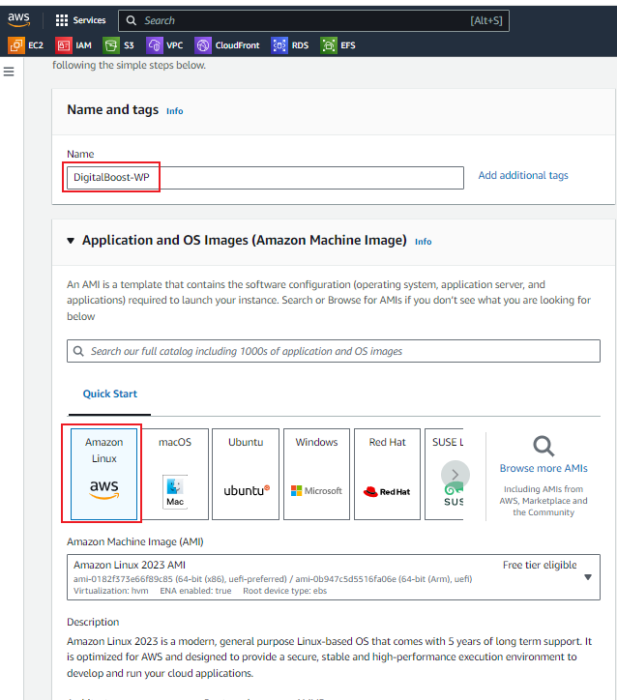 aws
Services
Search
[Alt+S]
EC2
IAM
S3
VPC
CloudFront
RDS
EFS
following the simple steps below.
Name and tags Info
Name
DigitalBoost-WP
Add additional tags
Application and OS Images (Amazon Machine Image) Info
An AMI is a template that contains the software configuration (operating system, application server, and
applications) required to launch your instance. Search or Browse for AMIs if you don't see what you are looking for
below
Search our full catalog including 1000s of application and OS images
Quick Start
Amazon
Linux
aws
macOS
Mac
Ubuntu
ubuntu
Windows
Microsoft
Red Hat
Red Hat
SUSE L
SUS
Browse more AMIs
Including AMIs from
AWS, Marketplace and
the Community
Amazon Machine Image (AMI)
Amazon Linux 2023 AMI
Free tier eligible
ami-0182f373e66f89c85 (64-bit (x86), uefi-preferred) / ami-0b947c5d5516fa06e (64-bit (Arm), uefi)
Virtualization: hvm ENA enabled: true Root device type: ebs
Description
Amazon Linux 2023 is a modern, general purpose Linux-based OS that comes with 5 years of long term support. It
is optimized for AWS and designed to provide a secure, stable and high-performance execution environment to
develop and run your cloud applications.